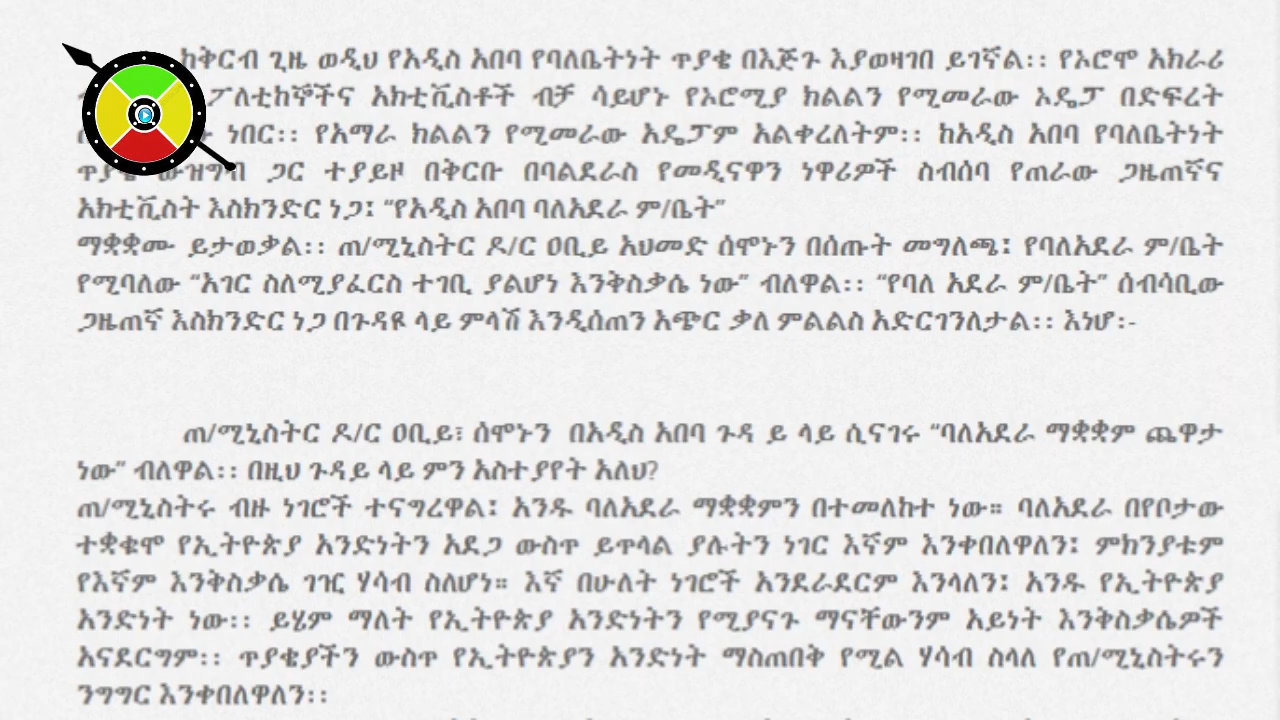 ከቅርብ ጊዜ ወዲህ የአዲስ አበባ የባለቤትነት ጥያቄ በእጅጉ እያወዛገበ ይገኛል፡፡ የኦሮሞ አክራሪ
ፖለቲከኞችና አክቲቪስቶች ብቻ ሳይሆኑ የኦሮሚያ ክልልን የሚመራው ኦዴፓ በድፍረት
ነበር፡፡ የአማራ ክልልን የሚመራው አዴፓም አልቀረለትም፡፡ ከአዲስ አበባ የባለቤትነት
ጥያቄ ውዝግብ ጋር ተያይዞ በቅርቡ በባልደራስ የመዲናዋን ነዋሪዎች ስብሰባ የጠራው ጋዜጠኛና
አክቲቪስት እስክንድር ነጋ፤ “የአዲስ አበባ ባለአደራ ም/ቤት”
ማቋቋሙ ይታወቃል፡፡ ጠ/ሚኒስትር ዶ/ር ዐቢይ አህመድ ሰሞኑን በሰጡት መግለጫ፤ የባለአደራ ም/ቤት
የሚባለው “አገር ስለሚያፈርስ ተገቢ ያልሆነ እንቅስቃሴ ነው” ብለዋል፡፡ “የባለ አደራ ም/ቤት” ሰብሳቢው
ጋዜጠኛ እስክንድር ነጋ በጉዳዩ ላይ ምላሽ እንዲሰጠን አጭር ቃለ ምልልስ አድርገንለታል፡፡ እነሆ፡-
ጠ/ሚኒስትር ዶ/ር ዐቢይ፣ ሰሞኑን በአዲስ አበባ ጉዳ ይ ላይ ሲናገሩ “ባለአደራ ማቋቋም ጨዋታ
ነው” ብለዋል፡፡ በዚህ ጉዳይ ላይ ምን አስተያየት አለህ?
ጠ/ሚኒስትሩ ብዙ ነገሮች ተናግረዋል፤ አንዱ ባለአደራ ማቋቋምን በተመለከተ ነው። ባለአደራ በየቦታው
ተቋቁሞ የኢትዮጵያ አንድነትን አደጋ ውስጥ ይጥላል ያሉትን ነገር እኛም እንቀበለዋለን፤ ምክንያቱም
የእኛም እንቅስቃሴ ገዢ ሃሳብ ስለሆነ። እኛ በሁለት ነገሮች አንደራደርም እንላለን፤ አንዱ የኢትዮጵያ
አንድነት ነው፡፡ ይሄም ማለት የኢትዮጵያ አንድነትን የሚያናጉ ማናቸውንም አይነት እንቅስቃሴዎች
አናደርግም፡፡ ጥያቄያችን ውስጥ የኢትዮጵያን አንድነት ማስጠበቅ የሚል ሃሳብ ስላለ የጠ/ሚኒስትሩን
ንግግር እንቀበለዋለን፡፡